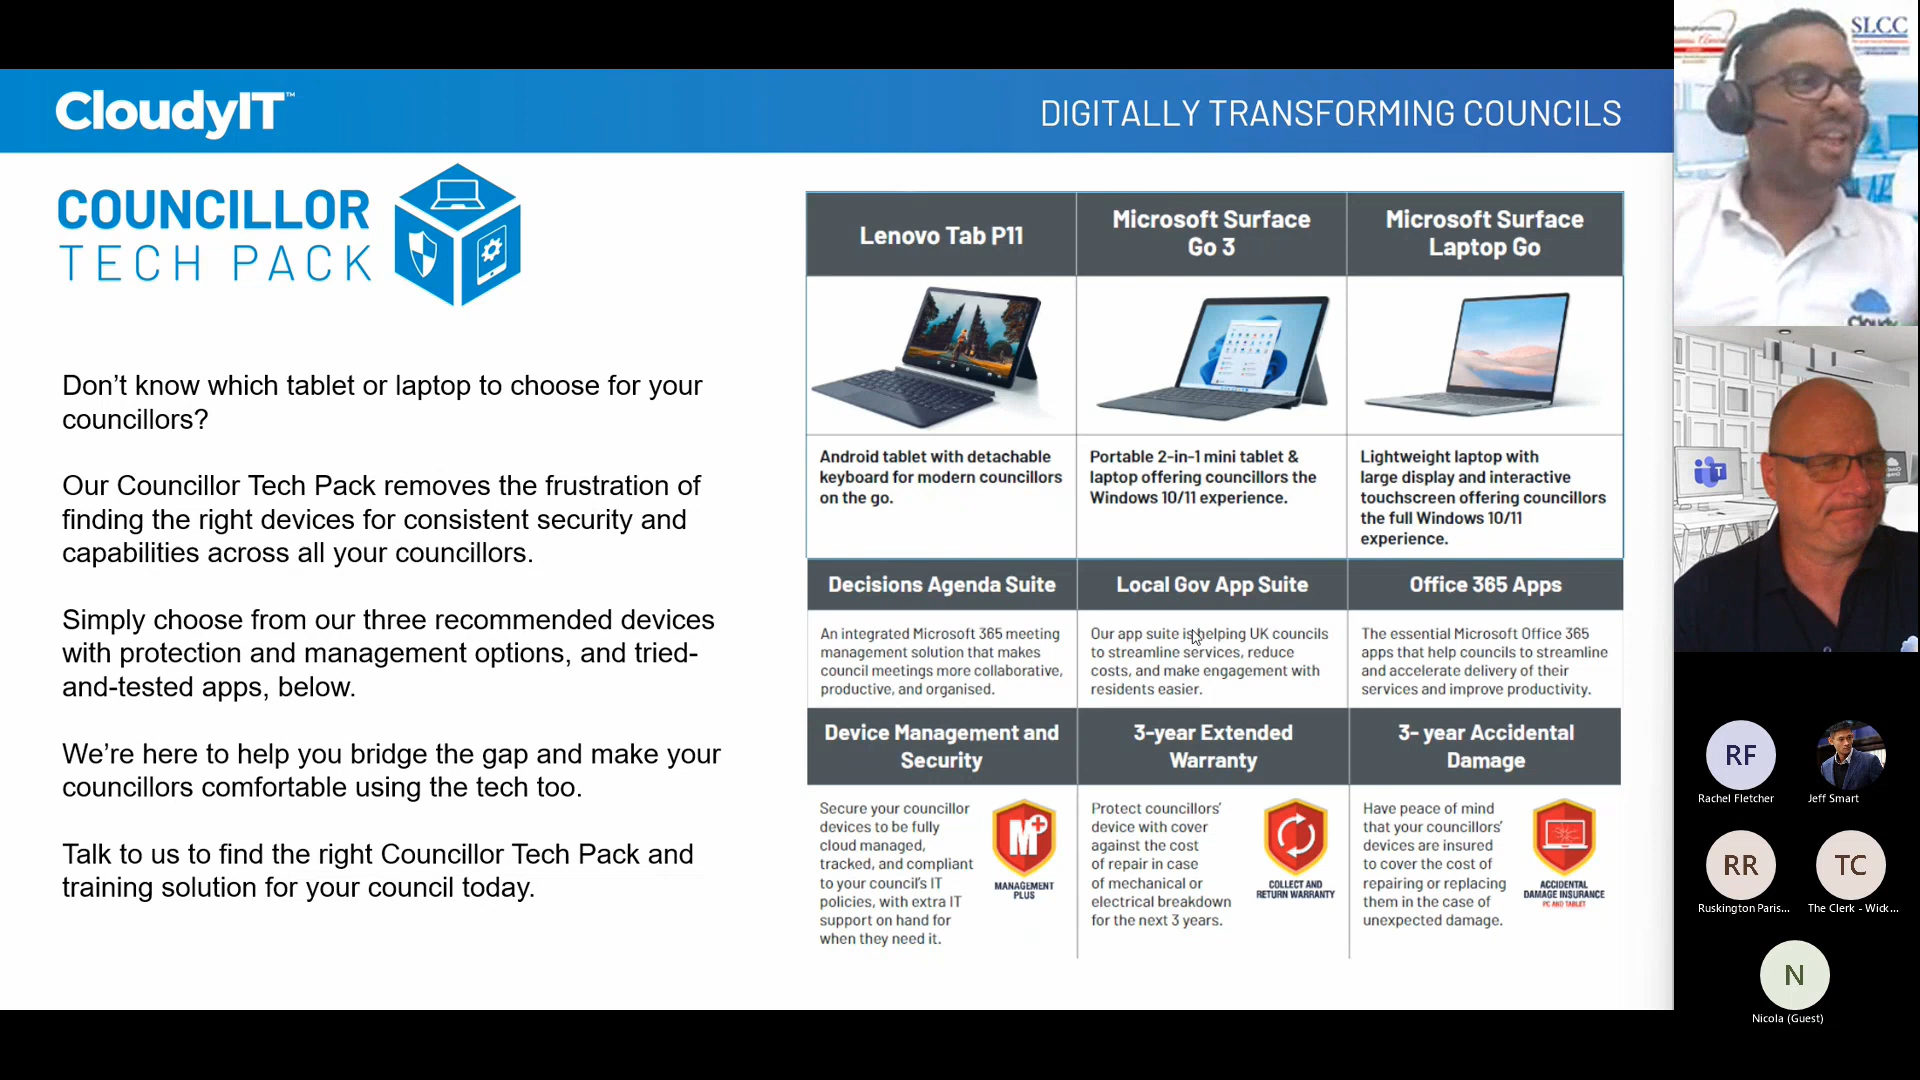 CloudyIT™
DIGITALLY TRANSFORMING COUNCILS
COUNCILLOR
TECH PACK
Don’t know which tablet or laptop to choose for your
councillors?
Our Councillor Tech Pack removes the frustration of
finding the right devices for consistent security and
capabilities across all your councillors.
Simply choose from our three recommended devices
with protection and management options, and tried-
and-tested apps, below.
We’re here to help you bridge the gap and make your
councillors comfortable using the tech too.
Talk to us to find the right Councillor Tech Pack and
training solution for your council today.
Lenovo Tab P11
Microsoft Surface
Go 3
Microsoft Surface
Laptop Go
Android tablet with detachable
keyboard for modern councillors
on the go.
Portable 2-in-1 mini tablet &
laptop offering councillors the
Windows 10/11 experience.
Lightweight laptop with
large display and interactive
touchscreen offering councillors
the full Windows 10/11
experience.
Decisions Agenda Suite
Local Gov App Suite
Office 365 Apps
An integrated Microsoft 365 meeting
management solution that makes
council meetings more collaborative,
productive, and organised.
Our app suite is helping UK councils
to streamline services, reduce
costs, and make engagement with
residents easier.
The essential Microsoft Office 365
apps that help councils to streamline
and accelerate delivery of their
services and improve productivity.
Device Management and
Security
3-year Extended
Warranty
3- year Accidental
Damage
Secure your councillor
devices to be fully
cloud managed,
tracked, and compliant
to your council’s IT
policies, with extra IT
support on hand for
when they need it.
M+
MANAGEMENT
PLUS
Protect councillors’
device with cover
against the cost
of repair in case
of mechanical or
electrical breakdown
for the next 3 years.
COLLECT AND
RETURN WARRANTY
Have peace of mind
that your councillors’
devices are insured
to cover the cost of
repairing or replacing
them in the case of
unexpected damage.
ACCIDENTAL
DAMAGE INSURANCE
PC AND TABLET
SLCC
Cloudy
T
RF
Rachel Fletcher
Jeff Smart
RR
Ruskington Paris...
TC
The Clerk - Wick...
N
Nicola (Guest)